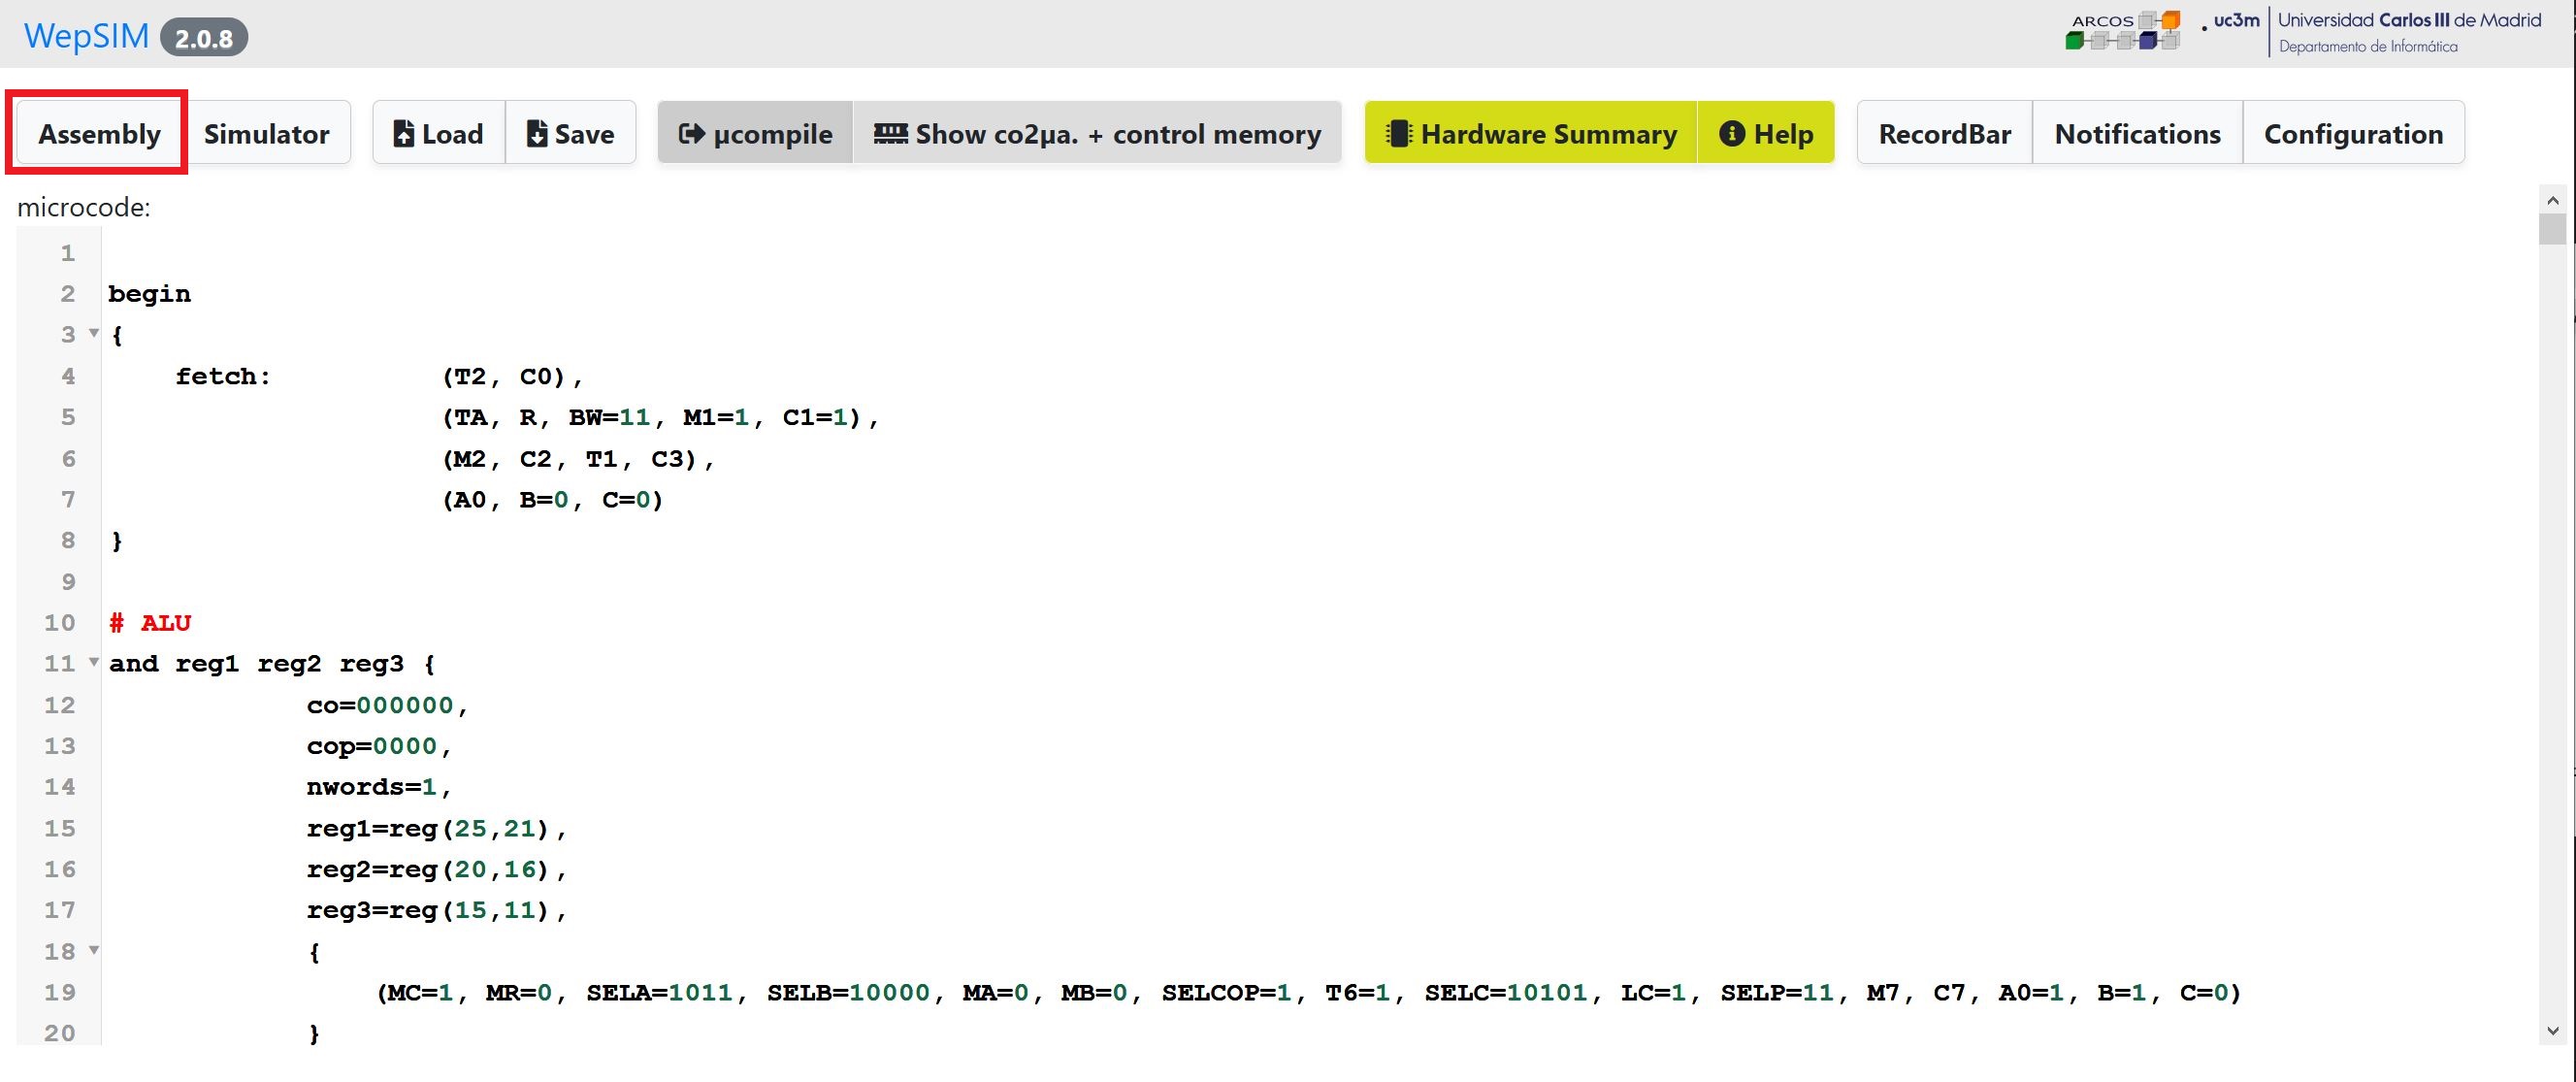 WepSIM 2.0.8
ARCOS
uc3m Universidad Carlos III de Madrid
Departamento de Informática
Assembly Simulator Load Save µcompile Show co2µa. + control memory Hardware Summary Help RecordBar Notifications Configuration
microcode:
1
2 begin
3 {
4 fetch: (T2, C0),
5 (TA, R, BW=11, M1=1, C1=1),
6 (M2, C2, T1, C3),
7 (A0, B=0, C=0)
8 }
9
10 # ALU
11 and reg1 reg2 reg3 {
12 co=000000,
13 cop=0000,
14 nwords=1,
15 reg1=reg(25,21),
16 reg2=reg(20,16),
17 reg3=reg(15,11),
18 {
19 (MC=1, MR=0, SELA=1011, SELB=10000, MA=0, MB=0, SELCOP=1, T6=1, SELC=10101, LC=1, SELP=11, M7, C7, A0=1, B=1, C=0)
20 }